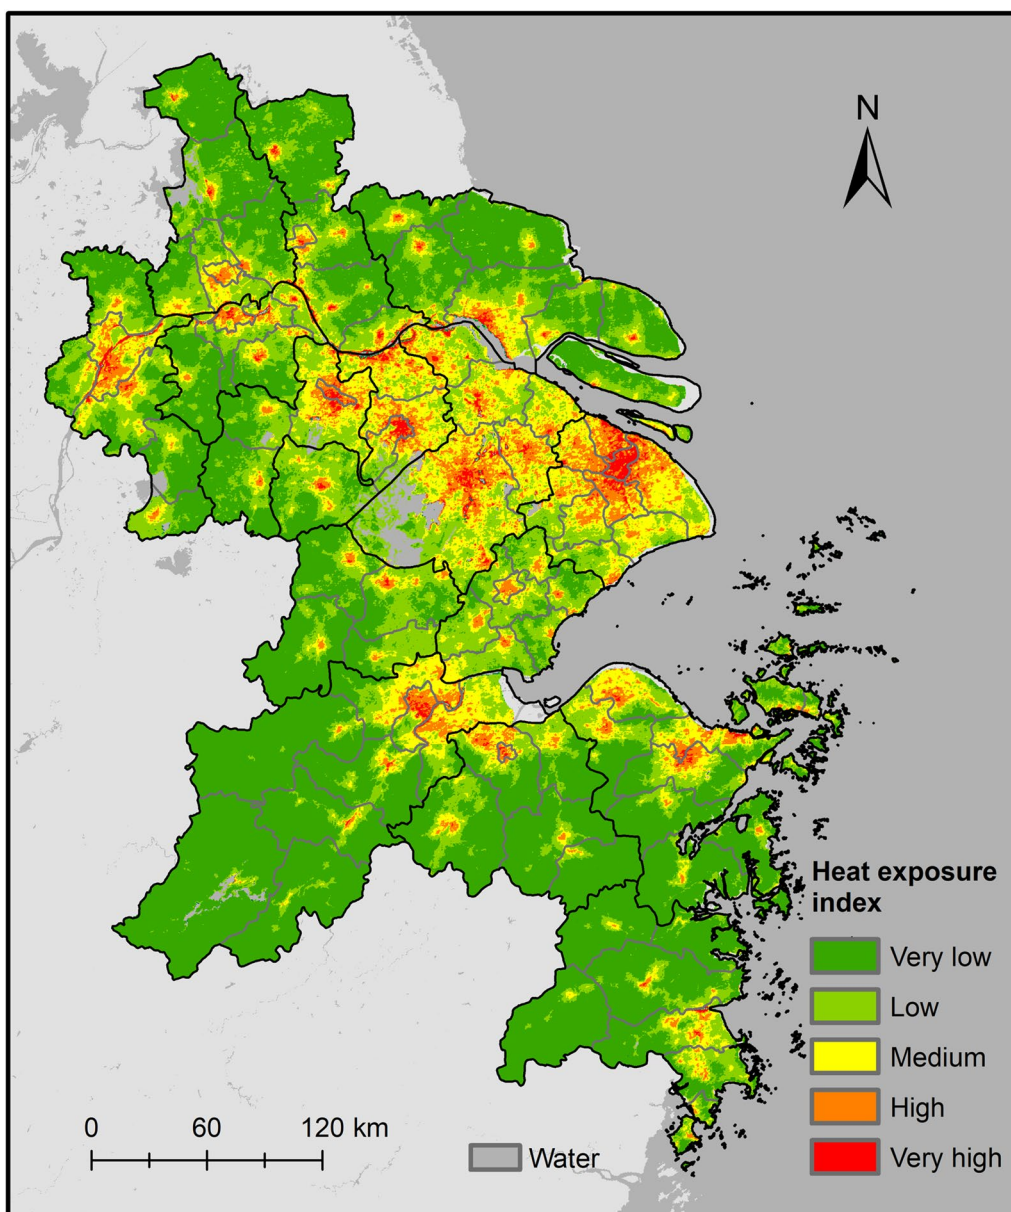 N
Heat exposure
index
Very low
Low
Medium
High
Very high
0 60 120 km
Water